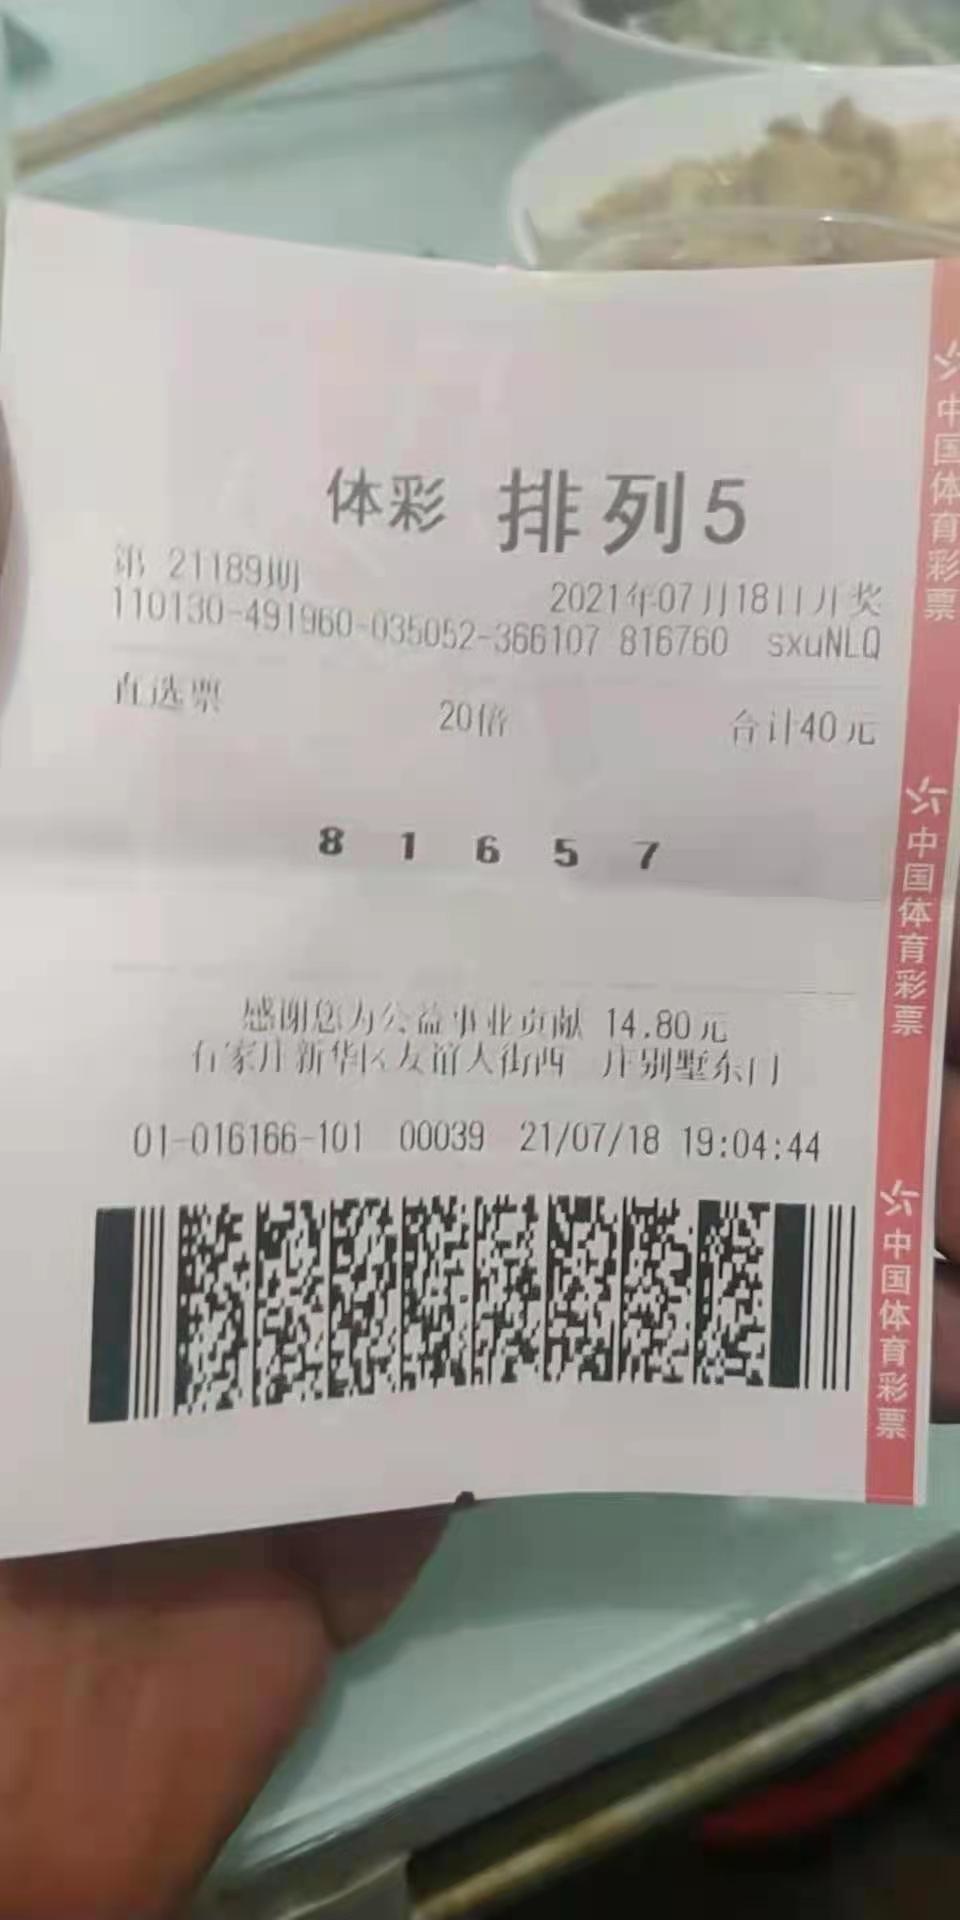 体彩 排列5
第 21189期
2021年07月18日开奖
110130-491960-035052-366107 816760 sxuNLQ
直选票 20倍 合计40元
8 1 6 5 7
感谢您为公益事业贡献 14.80元
石家庄新华区友谊大街西 庄别墅东门
01-016166-101 00039 21/07/18 19:04:44
中国体育彩票
中国体育彩票
中国体育彩票